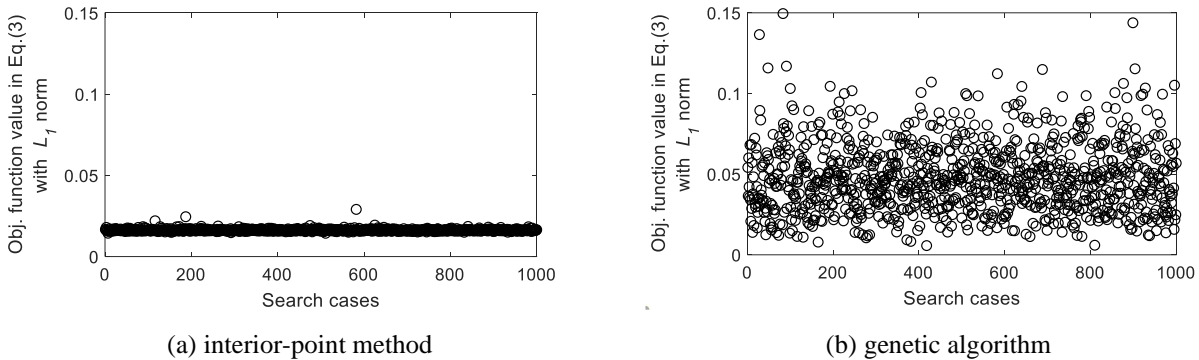 Obj. function value in Eq.(3)
with L1 norm
0.15
0.1
0.05
0
0
200
400
600
800
1000
Search cases
(a) interior-point method
Obj. function value in Eq.(3)
with L1 norm
0.15
0.1
0.05
0
0
200
400
600
800
1000
Search cases
(b) genetic algorithm